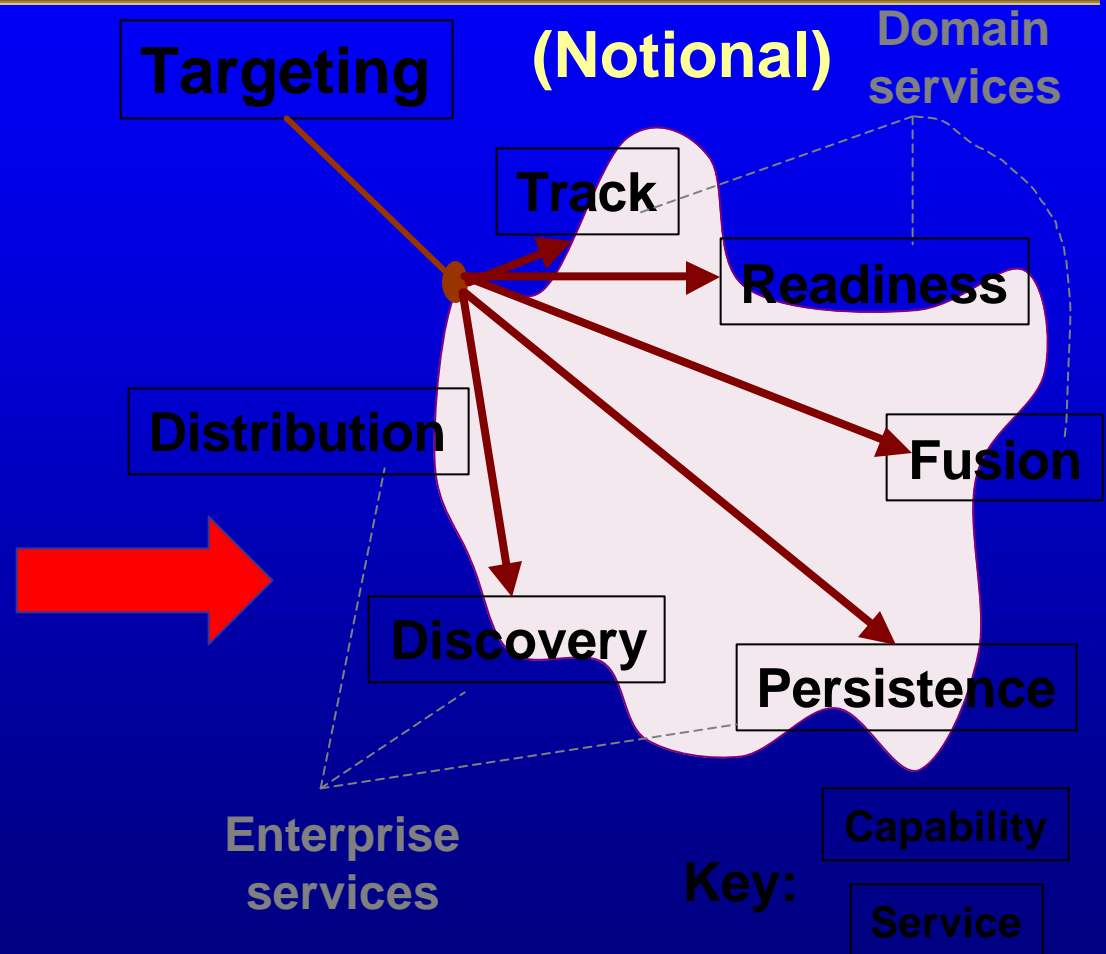 Targeting
(Notional)
Domain
services
Track
Readiness
Distribution
Fusion
Discovery
Persistence
Enterprise
services
Key:
Capability
Service